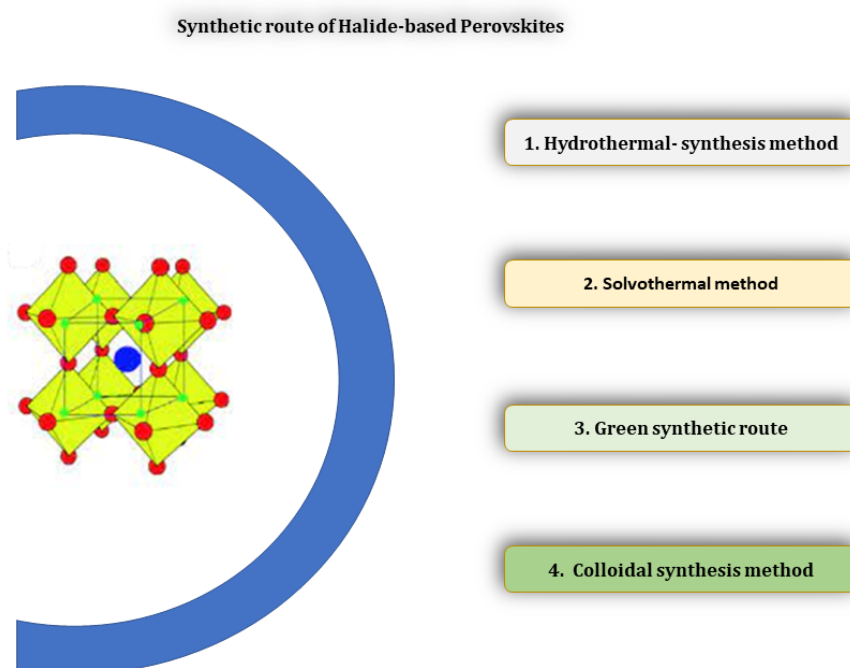 Synthetic route of Halide-based Perovskites
1. Hydrothermal- synthesis method
2. Solvothermal method
3. Green synthetic route
4. Colloidal synthesis method